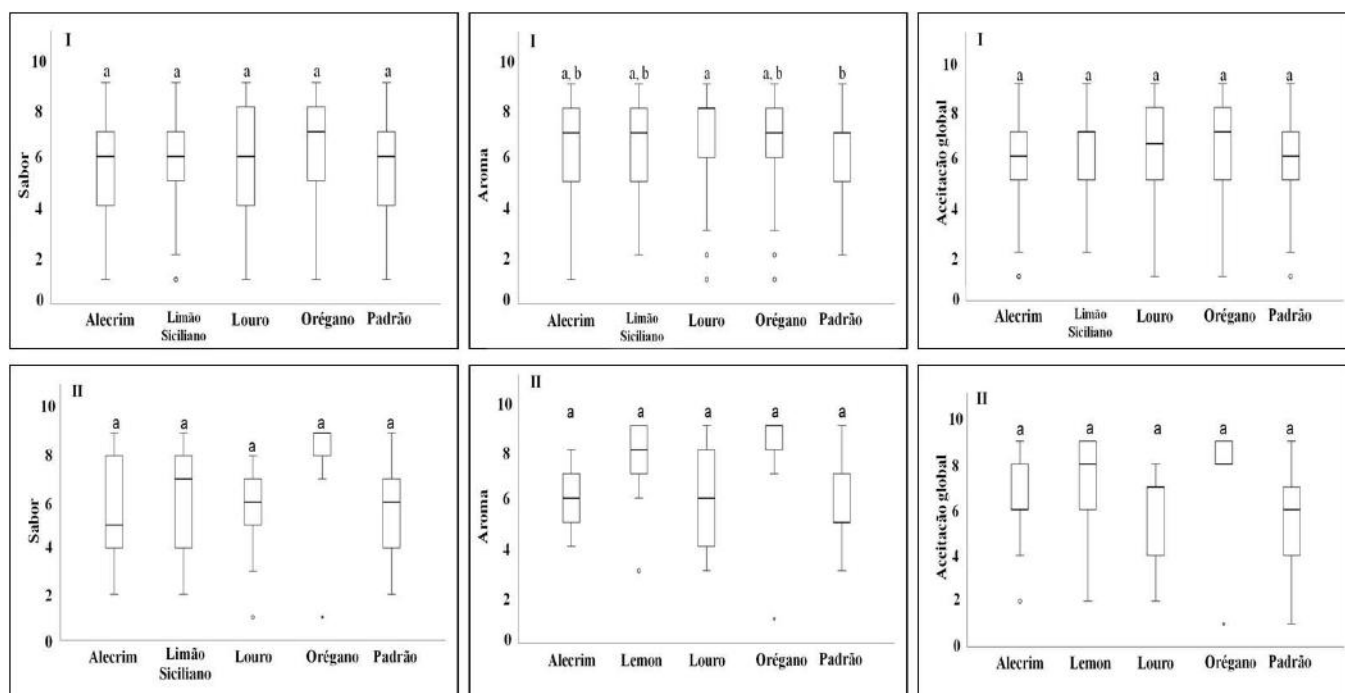 I
10
8
6
4
2
0
Sabor
a
a
a
a
a
Alecrim
Limão
Siciliano
Louro
Orégano
Padrão
I
10
8
6
4
2
0
Aroma
a, b
a, b
a
a, b
b
Alecrim
Limão
Siciliano
Louro
Orégano
Padrão
I
10
8
6
4
2
0
Aceitação global
a
a
a
a
a
Alecrim
Limão
Siciliano
Louro
Orégano
Padrão
II
10
8
6
4
2
0
Sabor
a
a
a
a
a
Alecrim
Limão
Siciliano
Louro
Orégano
Padrão
II
10
8
6
4
2
0
Aroma
a
a
a
a
a
Alecrim
Lemon
Louro
Orégano
Padrão
II
10
8
6
4
2
0
Aceitação global
a
a
a
a
a
Alecrim
Lemon
Louro
Orégano
Padrão